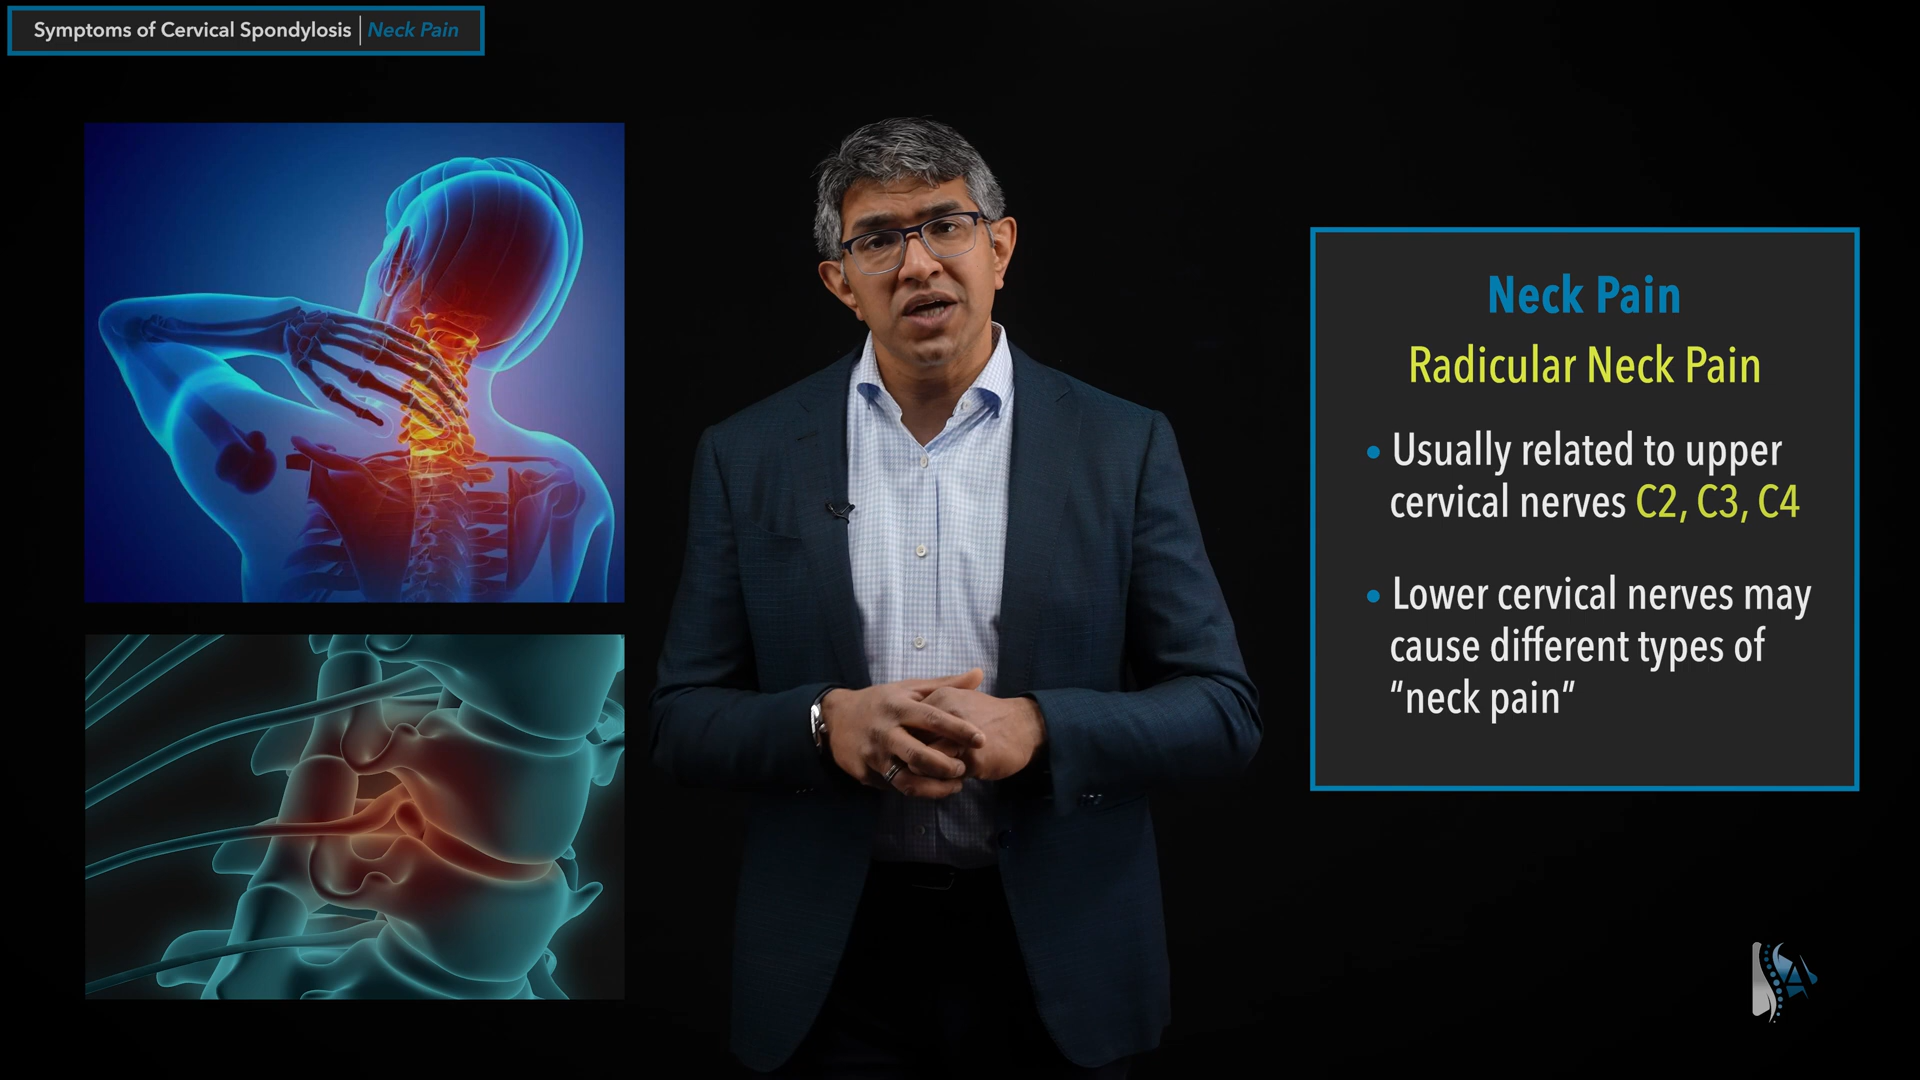 Symptoms of Cervical Spondylosis | Neck Pain
Neck Pain
Radicular Neck Pain
• Usually related to upper
cervical nerves C2, C3, C4
• Lower cervical nerves may
cause different types of
“neck pain”
A